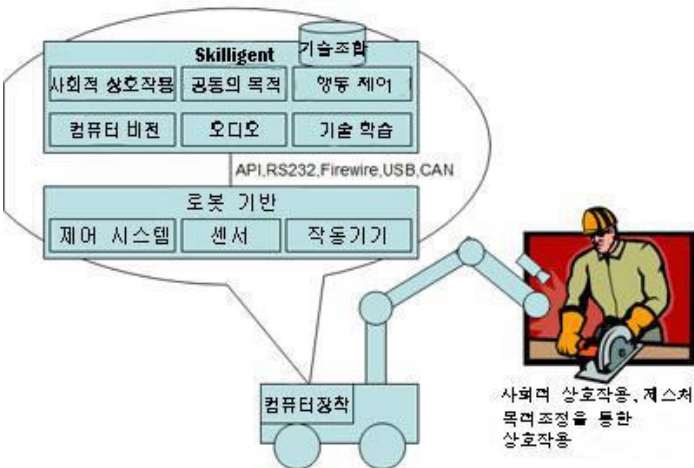 기술조합
Skilligent
사회적 상호작용 공동의 목적 행동 제어
컴퓨터 비전 오디오 기술 학습
API,RS232,Firewire,USB,CAN
로봇 기반
제어 시스템 센서 작동기기
컴퓨터장착
사회적 상호작용, 제스처
목적조정을 통한
상호작용